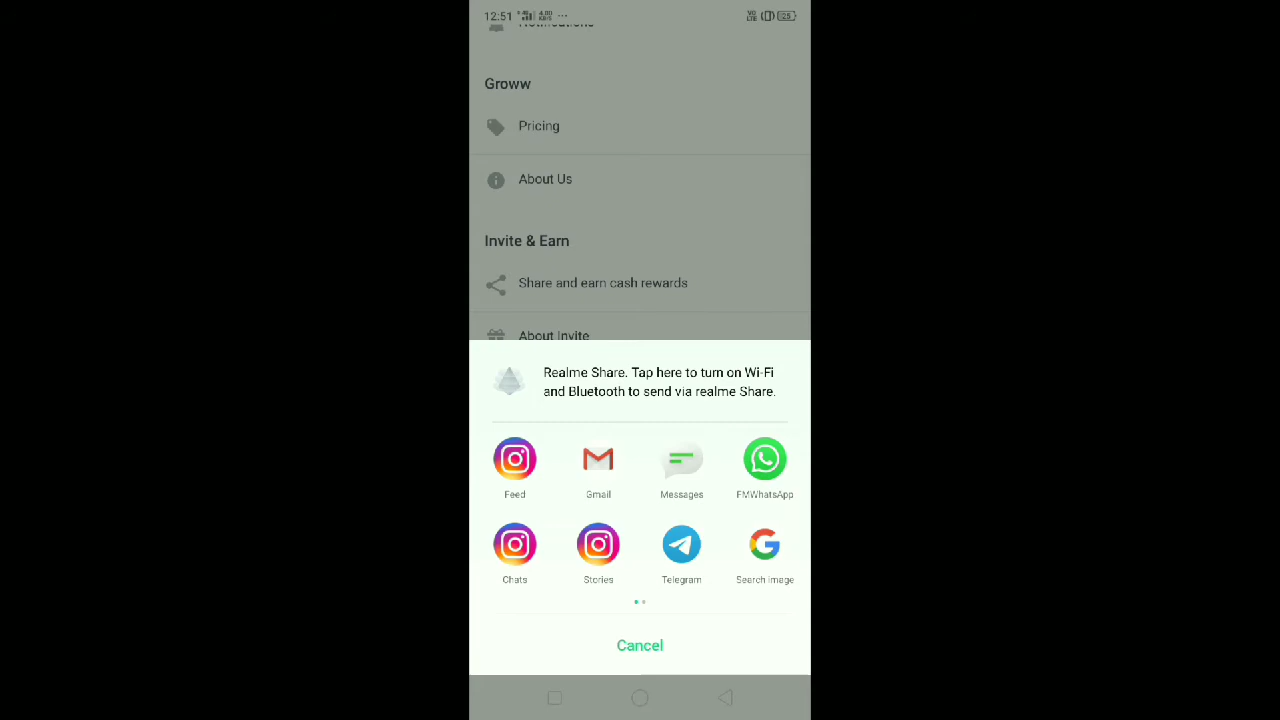 12:51
Notifications
Groww
Pricing
About Us
Invite & Earn
Share and earn cash rewards
About Invite
Realme Share. Tap here to turn on Wi-Fi
and Bluetooth to send via realme Share.
Feed Gmail Messages FMWhatsApp
Chats Stories Telegram Search image
Cancel